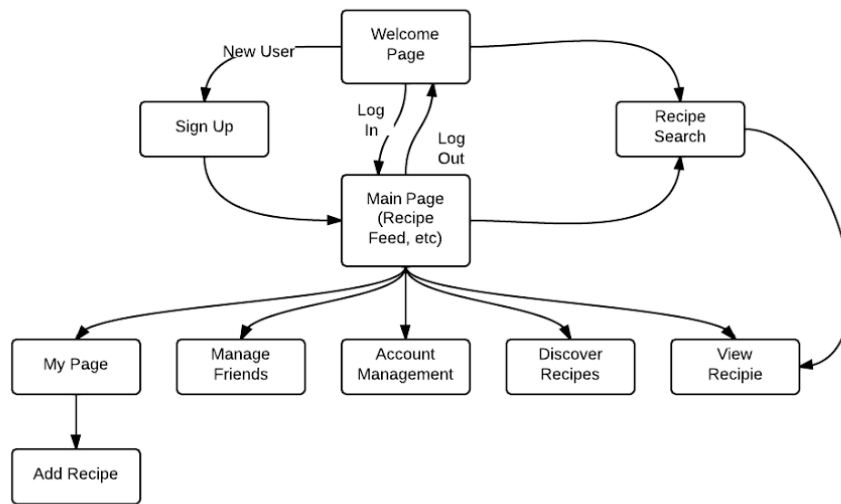 Welcome
Page
New User
Sign Up
Log
In
Log
Out
Recipe
Search
Main Page
(Recipe
Feed, etc)
My Page
Manage
Friends
Account
Management
Discover
Recipes
View
Recipie
Add Recipe